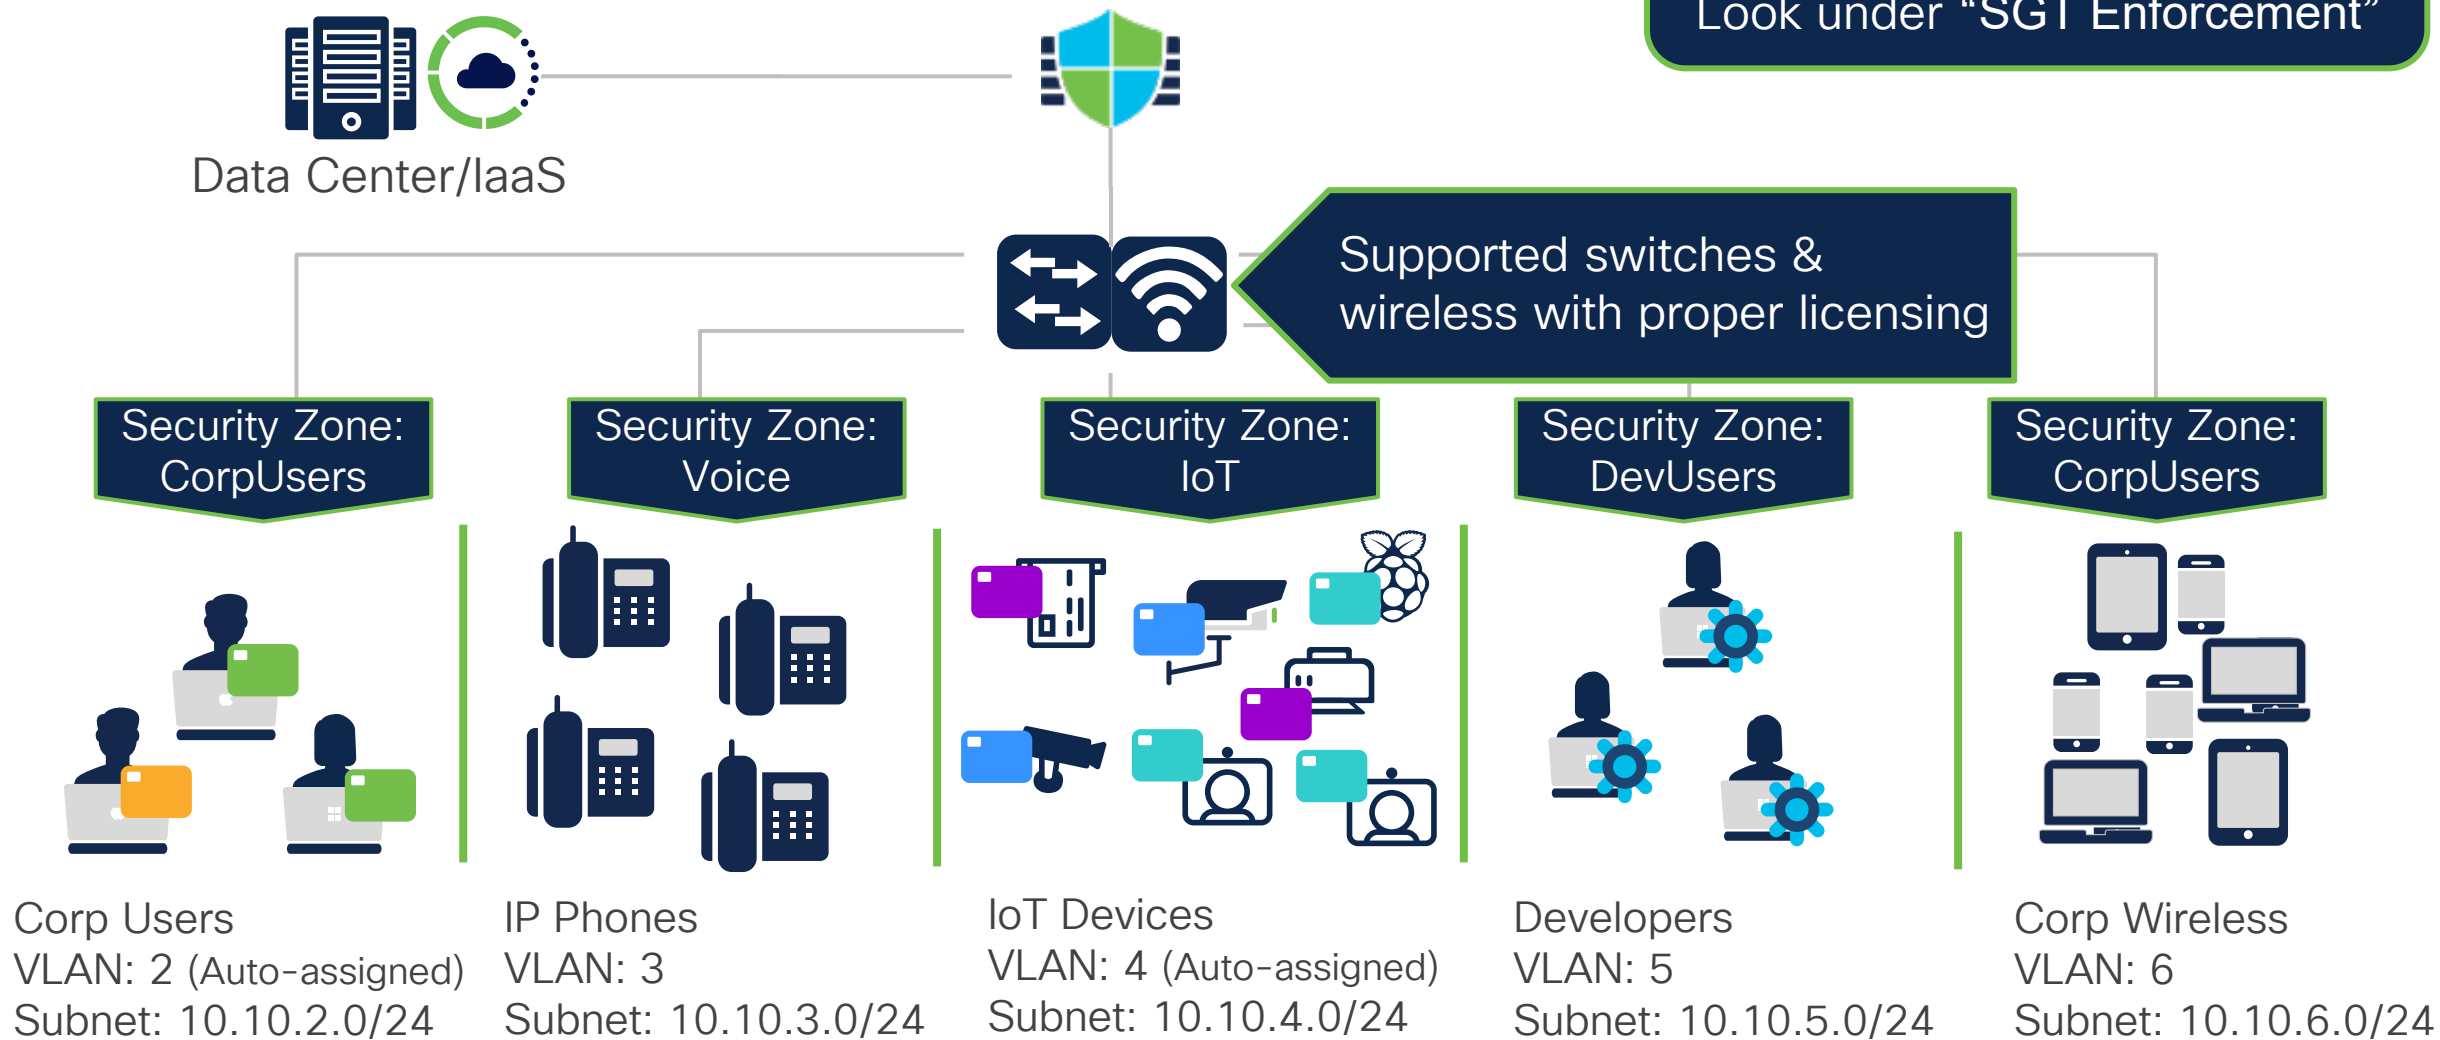 Look under “SGT Enforcement”
Data Center/IaaS
Supported switches &
wireless with proper licensing
Security Zone:
CorpUsers
Security Zone:
Voice
Security Zone:
IoT
Security Zone:
DevUsers
Security Zone:
CorpUsers
Corp Users
VLAN: 2 (Auto-assigned)
Subnet: 10.10.2.0/24
IP Phones
VLAN: 3
Subnet: 10.10.3.0/24
IoT Devices
VLAN: 4 (Auto-assigned)
Subnet: 10.10.4.0/24
Developers
VLAN: 5
Subnet: 10.10.5.0/24
Corp Wireless
VLAN: 6
Subnet: 10.10.6.0/24